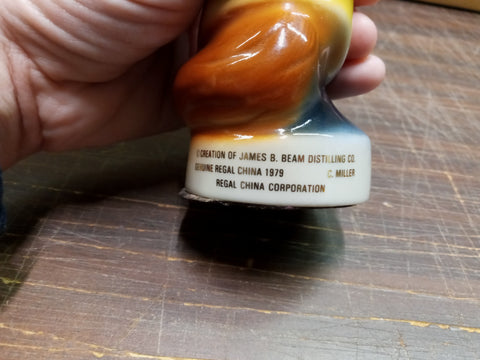 CREATION OF JAMES B. BEAM DISTILLING CO.
GENUINE REGAL CHINA 1979 C. MILLER
REGAL CHINA CORPORATION